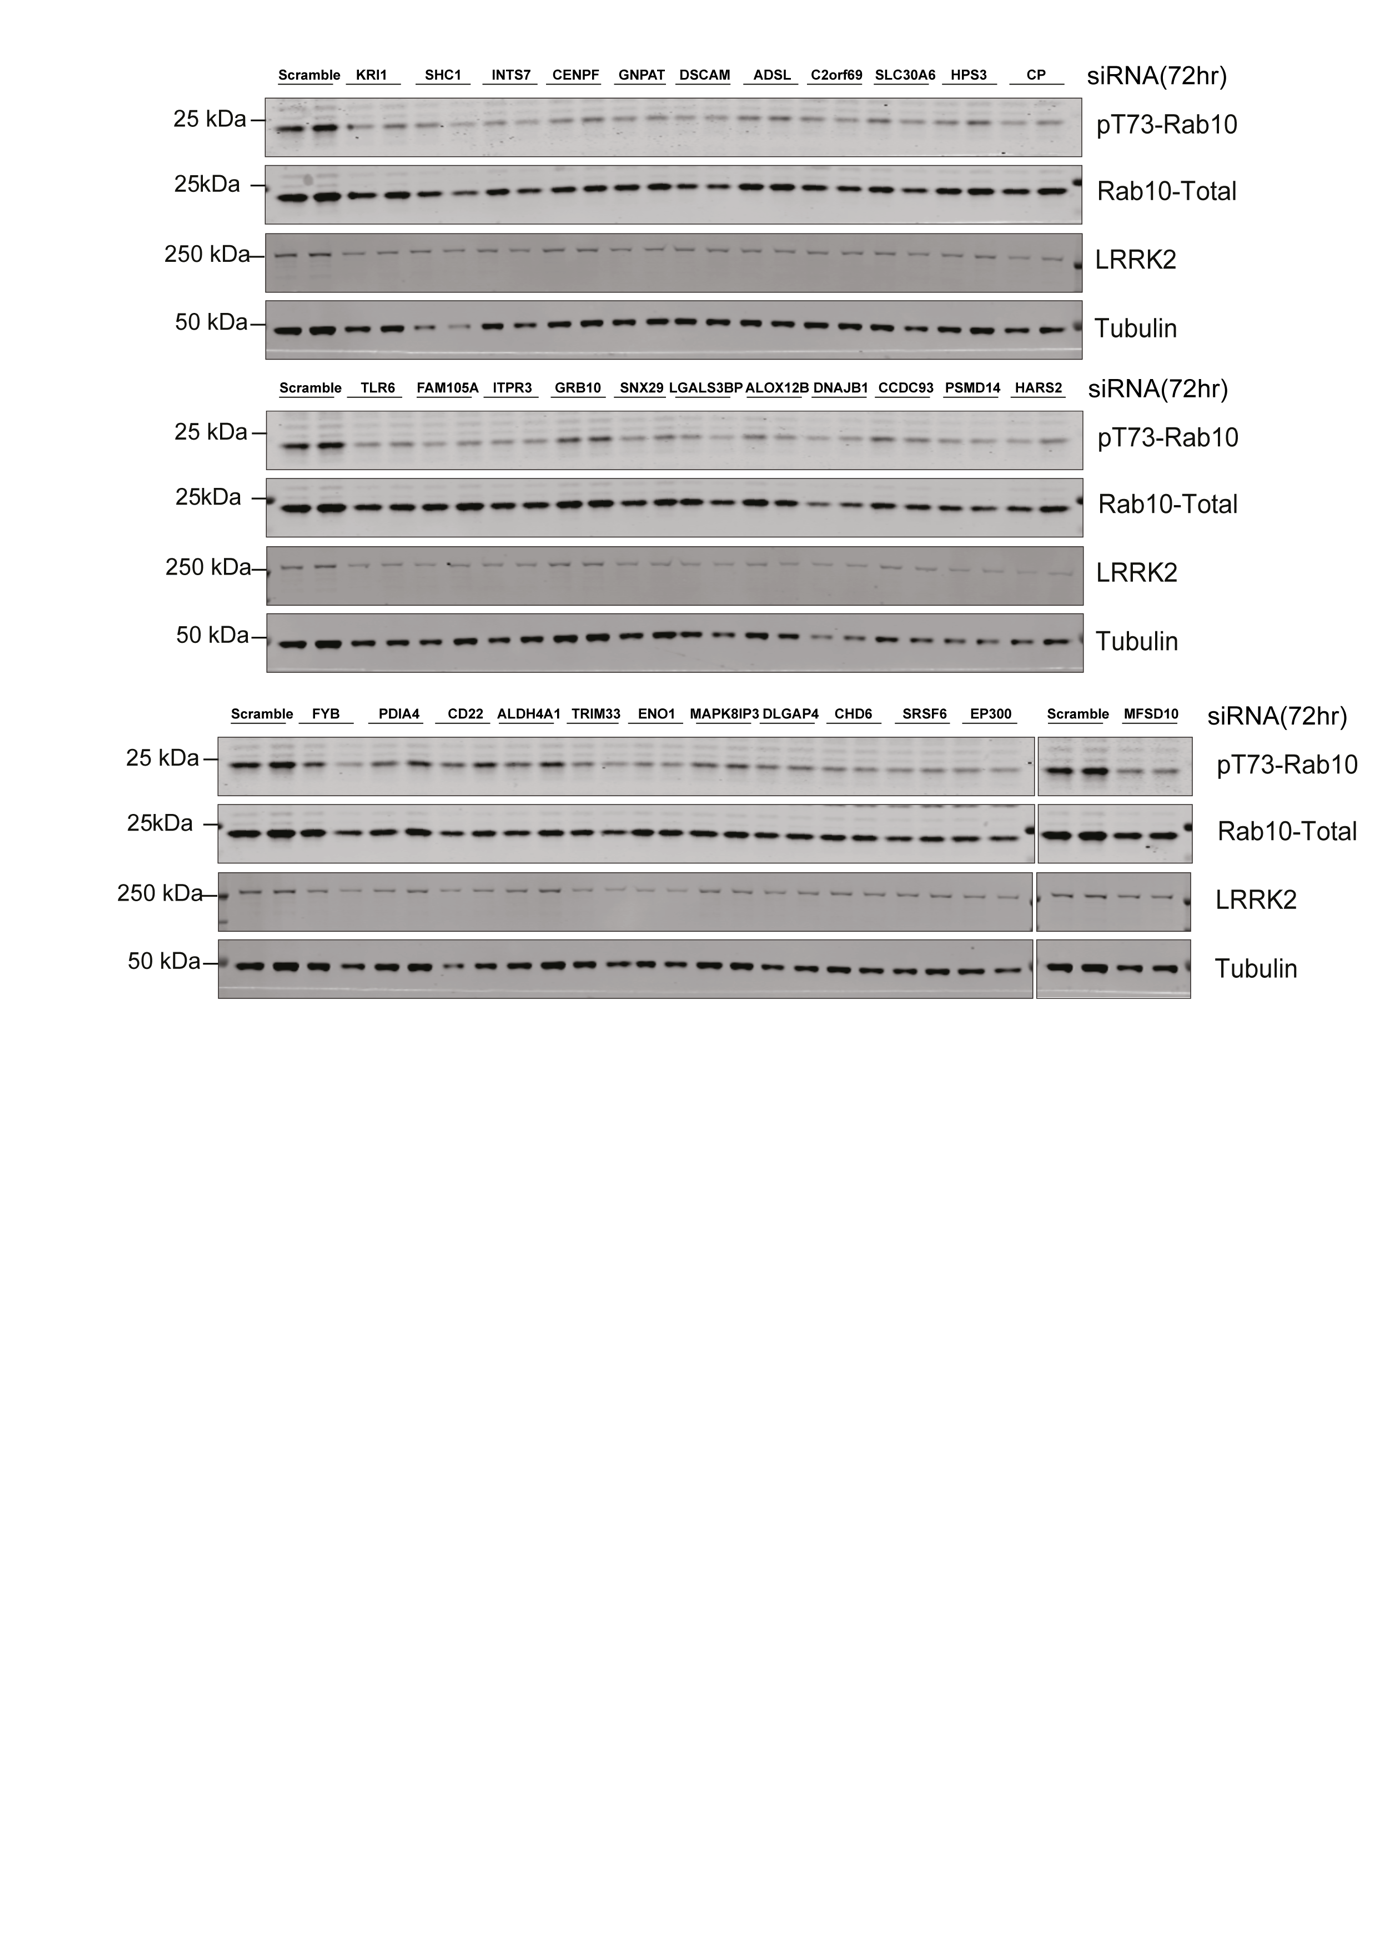 Scramble KRI1 SHC1 INTS7 CENPF GNPAT DSCAM ADSL C2orf69 SLC30A6 HPS3 CP siRNA(72hr)
25 kDa pT73-Rab10
25kDa Rab10-Total
250 kDa LRRK2
50 kDa Tubulin
Scramble TLR6 FAM105A ITPR3 GRB10 SNX29 LGALS3BP ALOX12B DNAJB1 CCDC93 PSMD14 HARS2 siRNA(72hr)
25 kDa pT73-Rab10
25kDa Rab10-Total
250 kDa LRRK2
50 kDa Tubulin
Scramble FYB PDIA4 CD22 ALDH4A1 TRIM33 ENO1 MAPK8IP3 DLGAP4 CHD6 SRSF6 EP300 Scramble MFSD10 siRNA(72hr)
25 kDa pT73-Rab10
25kDa Rab10-Total
250 kDa LRRK2
50 kDa Tubulin